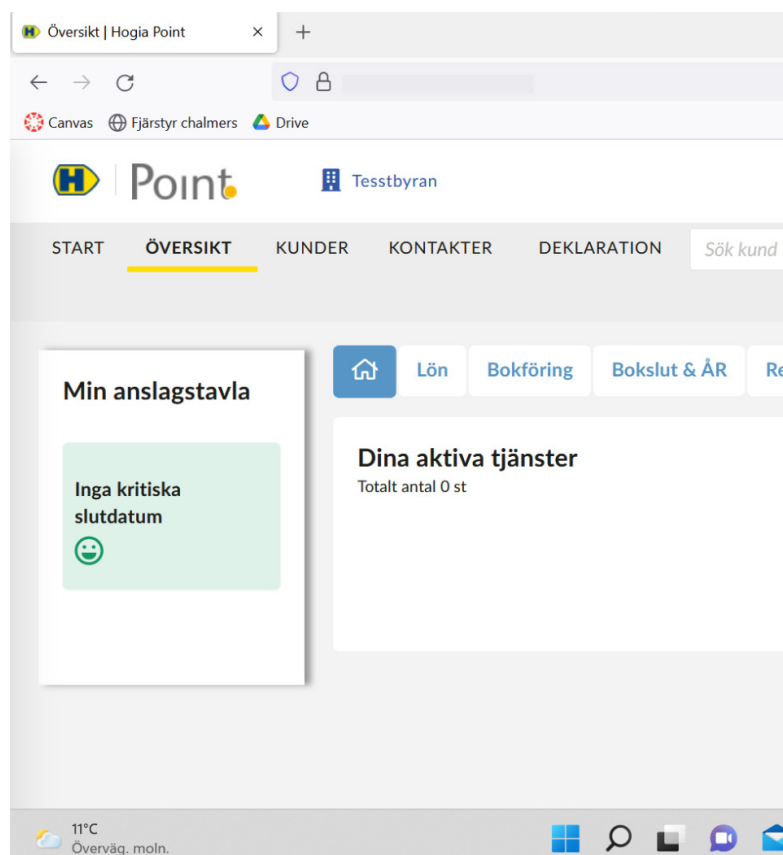 Översikt | Hogia Point
Canvas Fjärstyr chalmers Drive
H Point Tesstbyran
START ÖVERSIKT KUNDER KONTAKTER DEKLARATION Sök kund
Min anslagstavla
Lön Bokföring Bokslut & ÅR Re
Inga kritiska
slutdatum
Dina aktiva tjänster
Totalt antal 0 st
11°C
Överväg. moln.